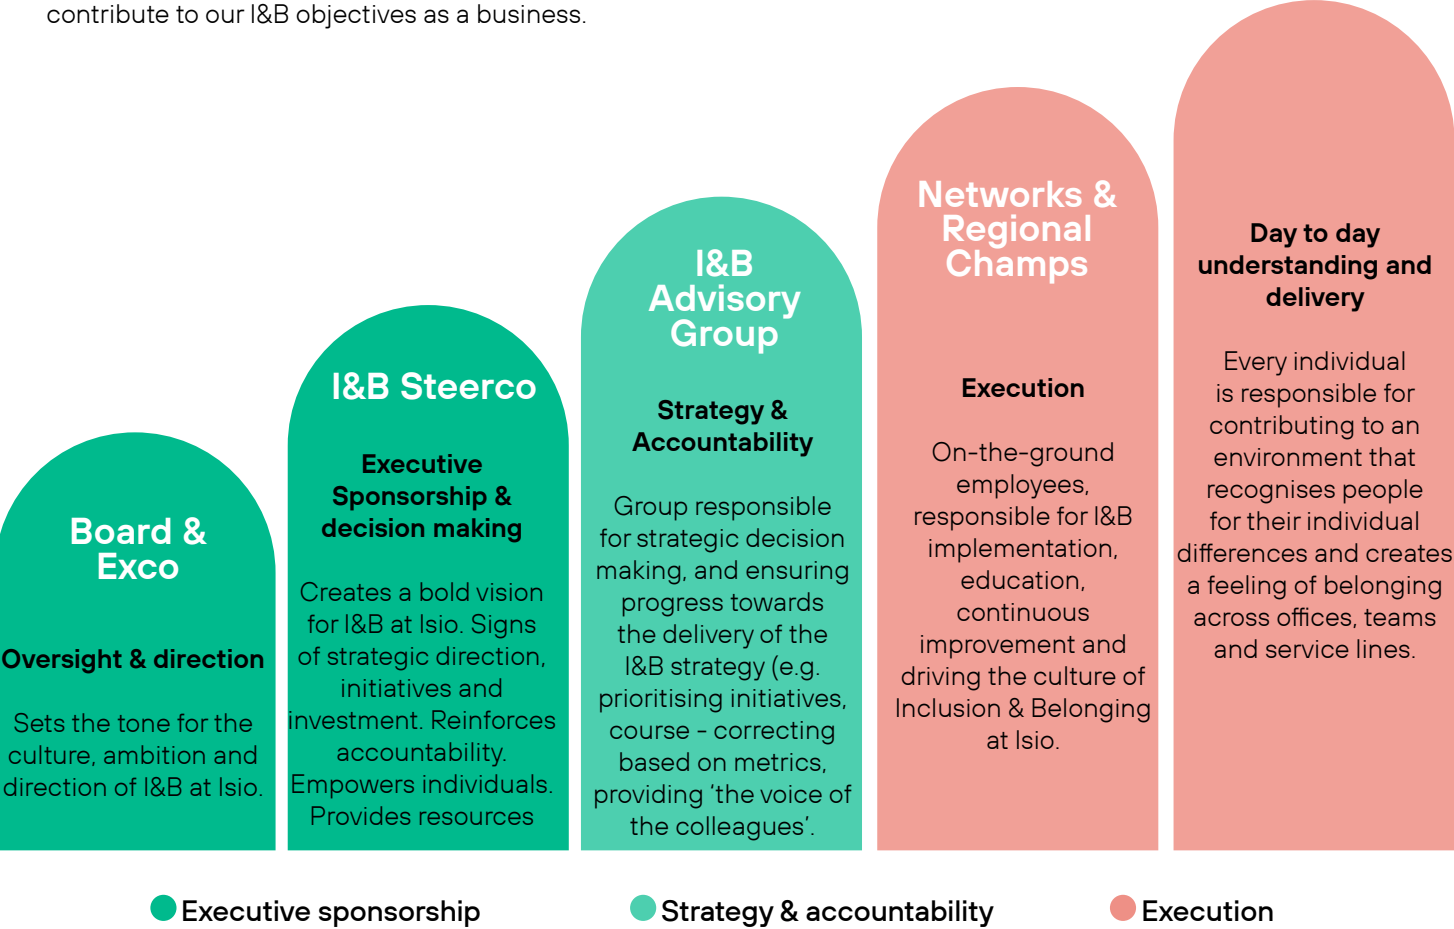 contribute to our I&B objectives as a business.
Board &
Exco
Oversight & direction
Sets the tone for the
culture, ambition and
direction of I&B at Isio.
I&B Steerco
Executive
Sponsorship &
decision making
Creates a bold vision
for I&B at Isio. Signs
of strategic direction,
initiatives and
investment. Reinforces
accountability.
Empowers individuals.
Provides resources
I&B
Advisory
Group
Strategy &
Accountability
Group responsible
for strategic decision
making, and ensuring
progress towards
the delivery of the
I&B strategy (e.g.
prioritising initiatives,
course - correcting
based on metrics,
providing ‘the voice of
the colleagues’.
Networks &
Regional
Champs
Execution
On-the-ground
employees,
responsible for I&B
implementation,
education,
continuous
improvement and
driving the culture of
Inclusion & Belonging
at Isio.
Day to day
understanding and
delivery
Every individual
is responsible for
contributing to an
environment that
recognises people
for their individual
differences and creates
a feeling of belonging
across offices, teams
and service lines.
Executive sponsorship
Strategy & accountability
Execution